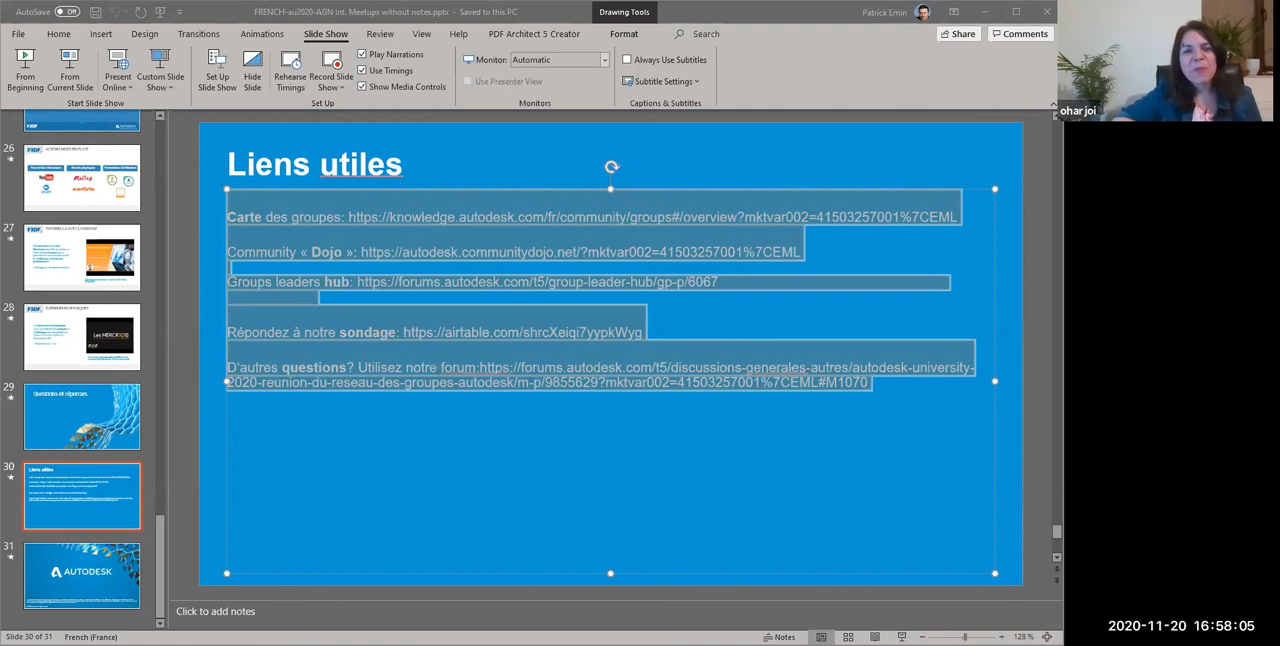 AutoSave Off
FRENCH-au2020-AGN Int. Meetups without notes.pptx - Saved to this PC
Drawing Tools
Patrick Emin
File Home Insert Design Transitions Animations Slide Show Review View Help PDF Architect 5 Creator Format Search
Share Comments
From Beginning
From Current Slide
Present Online
Custom Slide Show
Start Slide Show
Set Up Slide Show
Hide Slide
Rehearse Timings
Record Slide Show
Play Narrations
Use Timings
Show Media Controls
Set Up
Monitor: Automatic
Use Presenter View
Monitors
Always Use Subtitles
Subtitle Settings
Captions & Subtitles
ohar joi
26
27
28
29
Questions et réponses
30
Liens utiles
31
AUTODESK
Liens utiles
Carte des groupes: https://knowledge.autodesk.com/fr/community/groups#/overview?mktvar002=41503257001%7CEML
Community « Dojo »: https://autodesk.communitydojo.net/?mktvar002=41503257001%7CEML
Groups leaders hub: https://forums.autodesk.com/t5/group-leader-hub/gp-p/6067
Répondez à notre sondage: https://airtable.com/shrcXeiqi7yypkWyg
D'autres questions? Utilisez notre forum:https://forums.autodesk.com/t5/discussions-generales-autres/autodesk-university-
2020-reunion-du-reseau-des-groupes-autodesk/m-p/9855629?mktvar002=41503257001%7CEML#M1070
Click to add notes
Slide 30 of 31 French (France)
Notes
128 %
2020-11-20 16:58:05